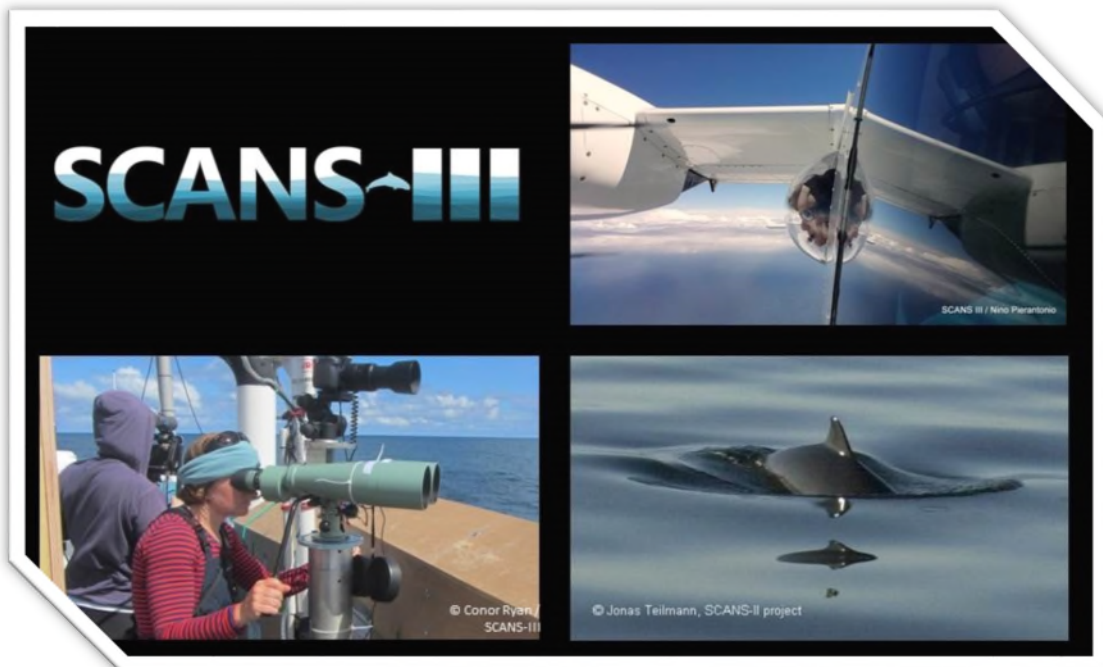 SCANS-III
SCANS III / Nino Pierantonio
© Conor Ryan /
SCANS-III
© Jonas Teilmann, SCANS-II project